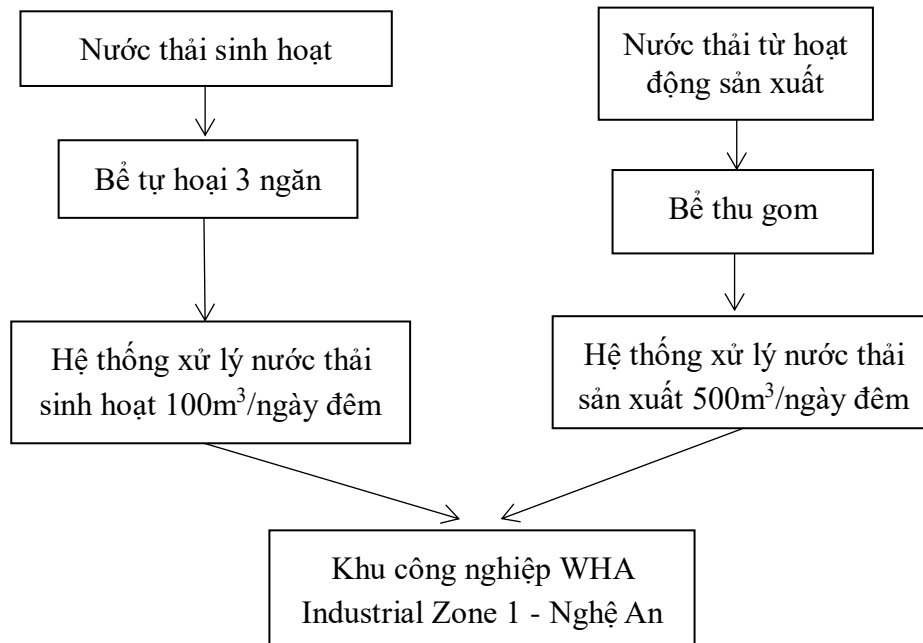 Nước thải sinh hoạt
Nước thải từ hoạt
động sản xuất
Bể tự hoại 3 ngăn
Bể thu gom
Hệ thống xử lý nước thải
sinh hoạt 100m³/ngày đêm
Hệ thống xử lý nước thải
sản xuất 500m³/ngày đêm
Khu công nghiệp WHA
Industrial Zone 1 - Nghệ An